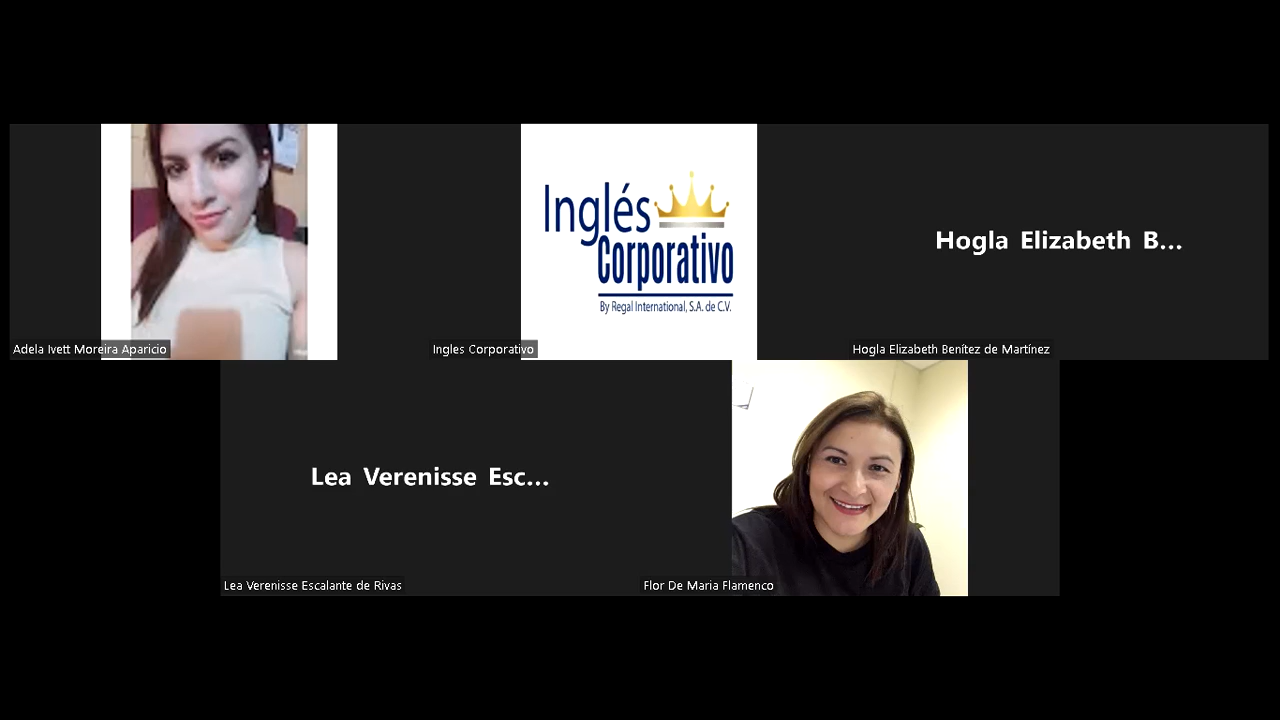 Inglés
Corporativo
By Regal International, S.A. de C.V.
Hogla Elizabeth B...
Adela Ivett Moreira Aparicio
Ingles Corporativo
Hogla Elizabeth Benítez de Martínez
Lea Verenisse Esc...
Lea Verenisse Escalante de Rivas
Flor De Maria Flamenco